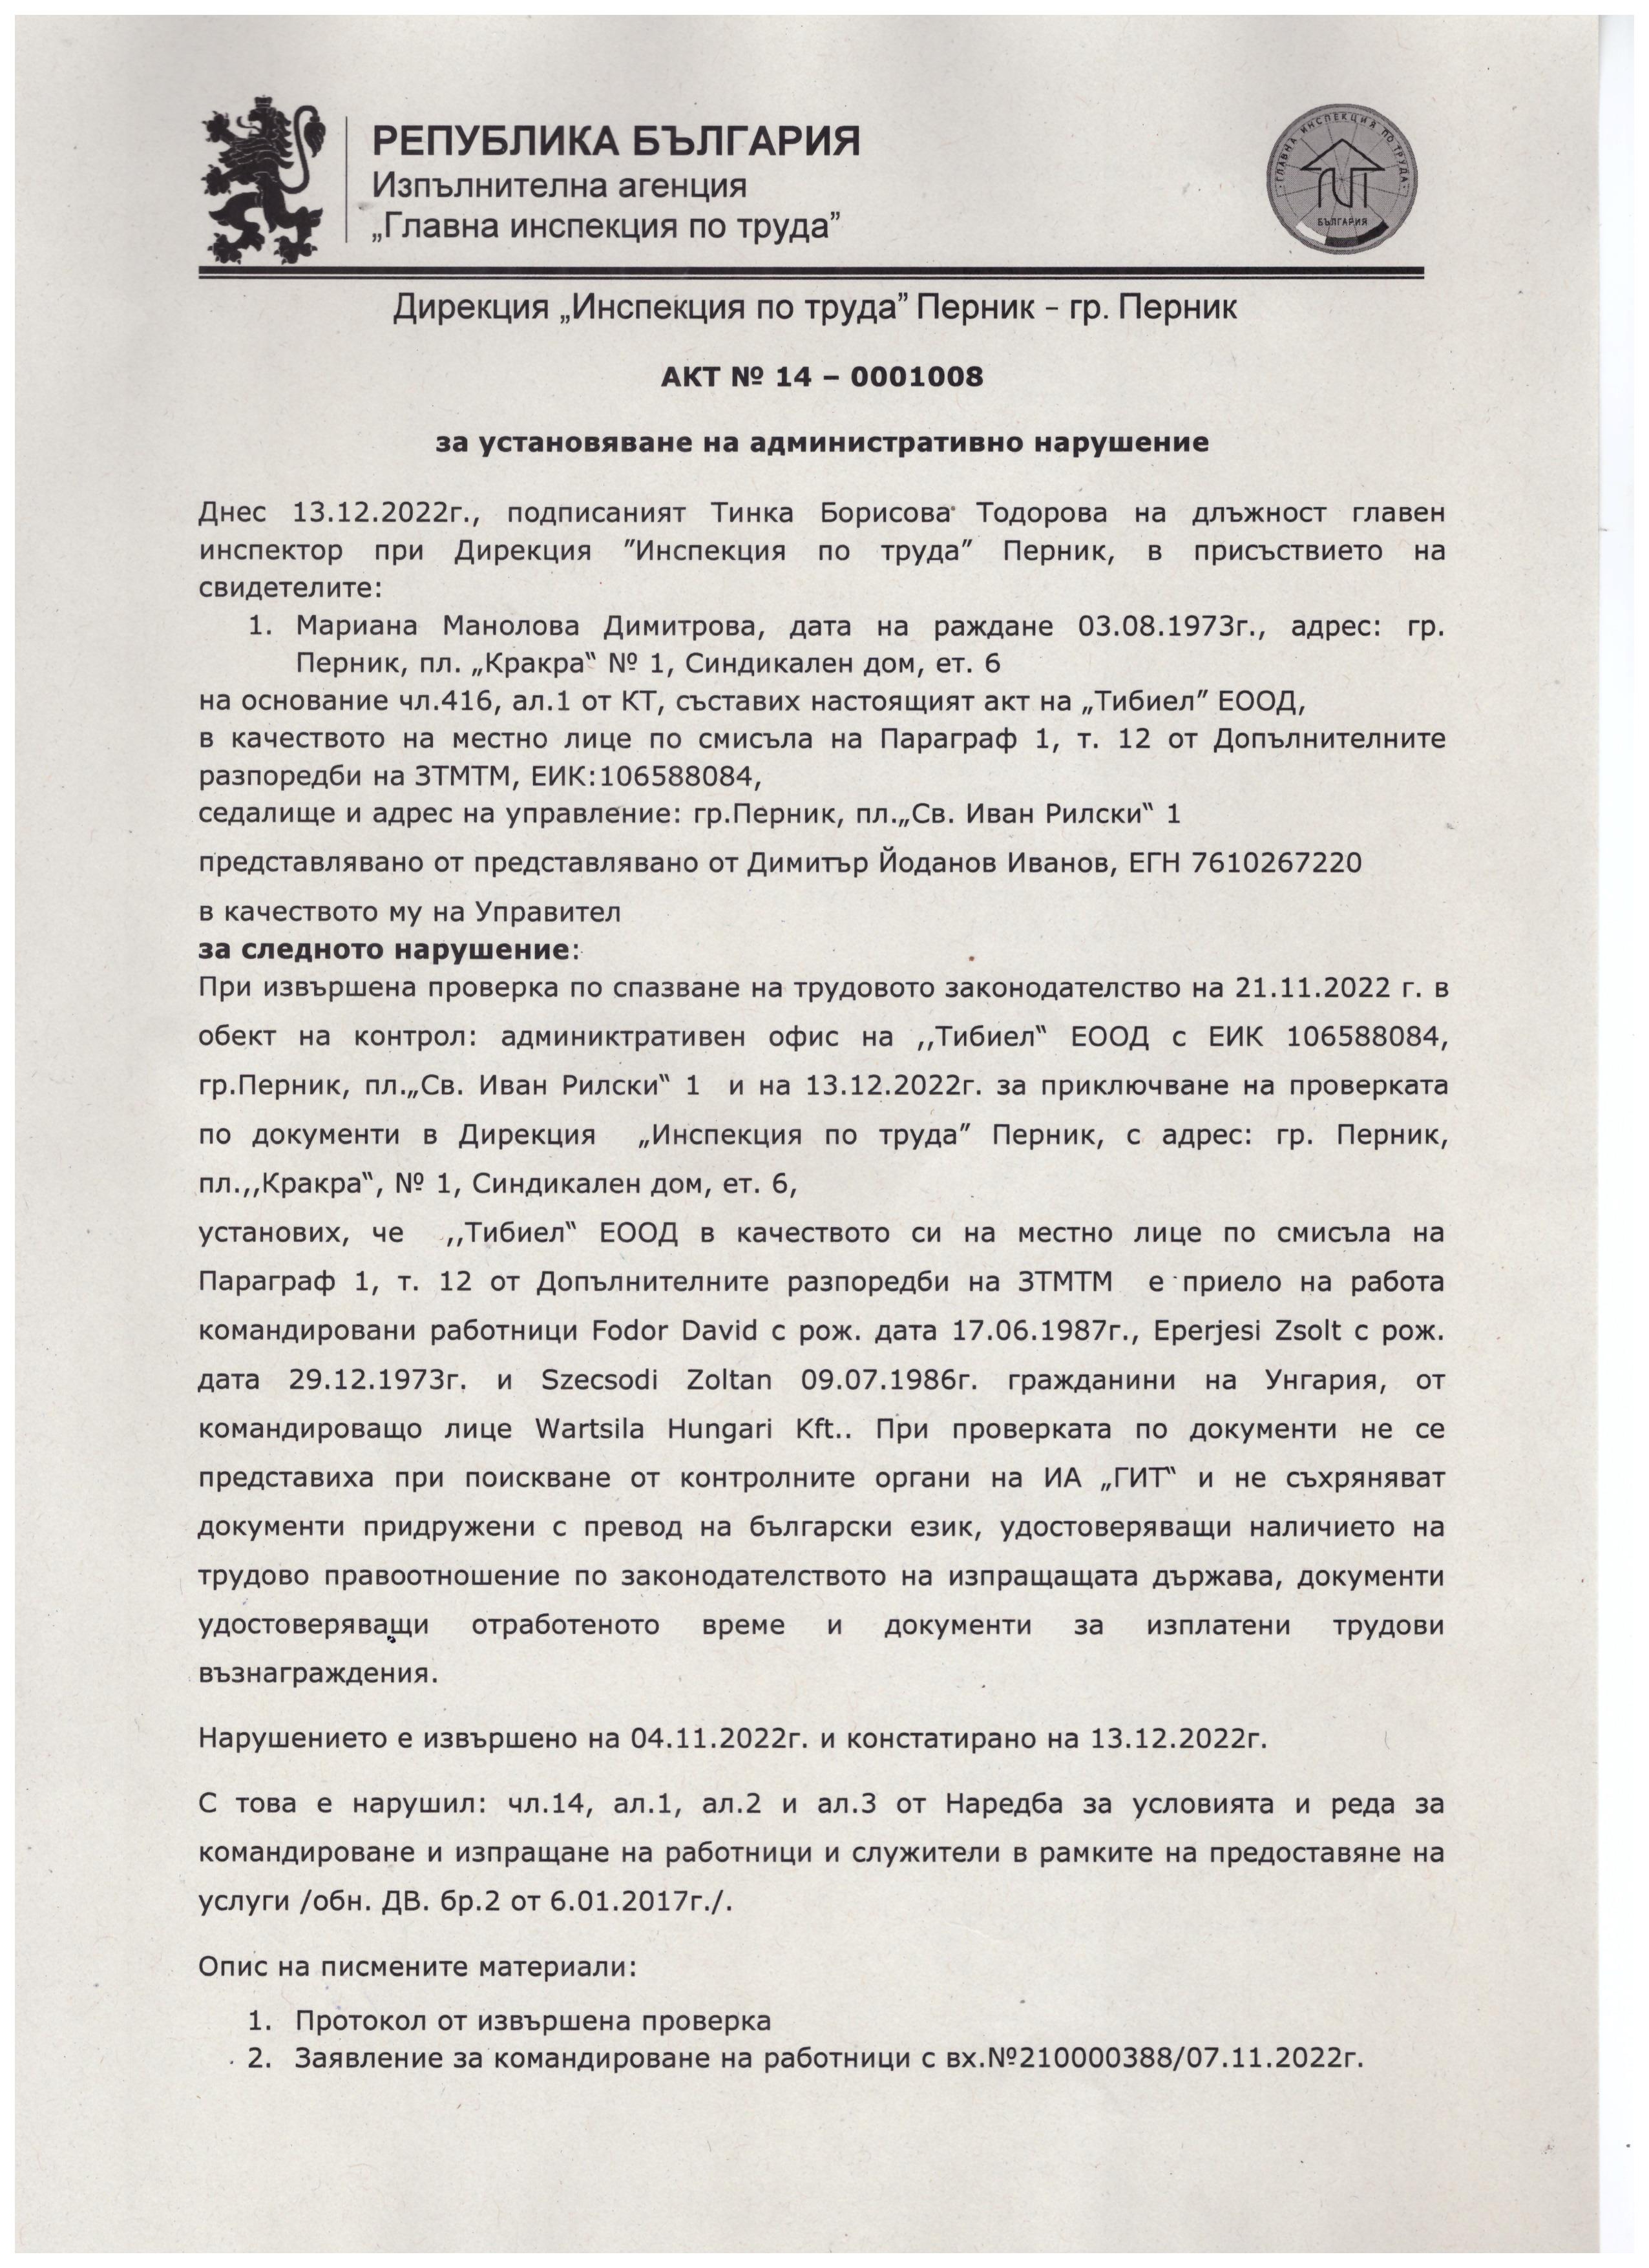 РЕПУБЛИКА БЪЛГАРИЯ
Изпълнителна агенция
„Главна инспекция по труда”
ГЛАВНА ИНСПЕКЦИЯ ПО ТРУДА
БЪЛГАРИЯ
Дирекция „Инспекция по труда” Перник – гр. Перник
АКТ № 14 – 0001008
за установяване на административно нарушение
Днес 13.12.2022г., подписаният Тинка Борисова Тодорова на длъжност главен
инспектор при Дирекция ”Инспекция по труда” Перник, в присъствието на
свидетелите:
1. Мариана Манолова Димитрова, дата на раждане 03.08.1973г., адрес: гр.
Перник, пл. „Кракра‟ № 1, Синдикален дом, ет. 6
на основание чл.416, ал.1 от КТ, съставих настоящият акт на „Тибиел” ЕООД,
в качеството на местно лице по смисъла на Параграф 1, т. 12 от Допълнителните
разпоредби на ЗТМТМ, ЕИК:106588084,
седалище и адрес на управление: гр.Перник, пл.„Св. Иван Рилски‟ 1
представлявано от представлявано от Димитър Йоданов Иванов, ЕГН 7610267220
в качеството му на Управител
за следното нарушение:
При извършена проверка по спазване на трудовото законодателство на 21.11.2022 г. в
обект на контрол: админиктративен офис на ,,Тибиел‟ ЕООД с ЕИК 106588084,
гр.Перник, пл.„Св. Иван Рилски‟ 1 и на 13.12.2022г. за приключване на проверката
по документи в Дирекция „Инспекция по труда” Перник, с адрес: гр. Перник,
пл.,,Кракра‟, № 1, Синдикален дом, ет. 6,
установих, че ,,Тибиел‟ ЕООД в качеството си на местно лице по смисъла на
Параграф 1, т. 12 от Допълнителните разпоредби на ЗТМТМ е приело на работа
командировани работници Fodor David с рож. дата 17.06.1987г., Eperjesi Zsolt с рож.
дата 29.12.1973г. и Szecsodi Zoltan 09.07.1986г. гражданини на Унгария, от
командироващо лице Wartsila Hungari Kft.. При проверката по документи не се
представиха при поискване от контролните органи на ИА „ГИТ‟ и не съхряняват
документи придружени с превод на български език, удостоверяващи наличието на
трудово правоотношение по законодателството на изпращащата държава, документи
удостоверяващи отработеното време и документи за изплатени трудови
възнаграждения.
Нарушението е извършено на 04.11.2022г. и констатирано на 13.12.2022г.
С това е нарушил: чл.14, ал.1, ал.2 и ал.3 от Наредба за условията и реда за
командироване и изпращане на работници и служители в рамките на предоставяне на
услуги /обн. ДВ. бр.2 от 6.01.2017г./.
Опис на писмените материали:
1. Протокол от извършена проверка
2. Заявление за командироване на работници с вх.№210000388/07.11.2022г.